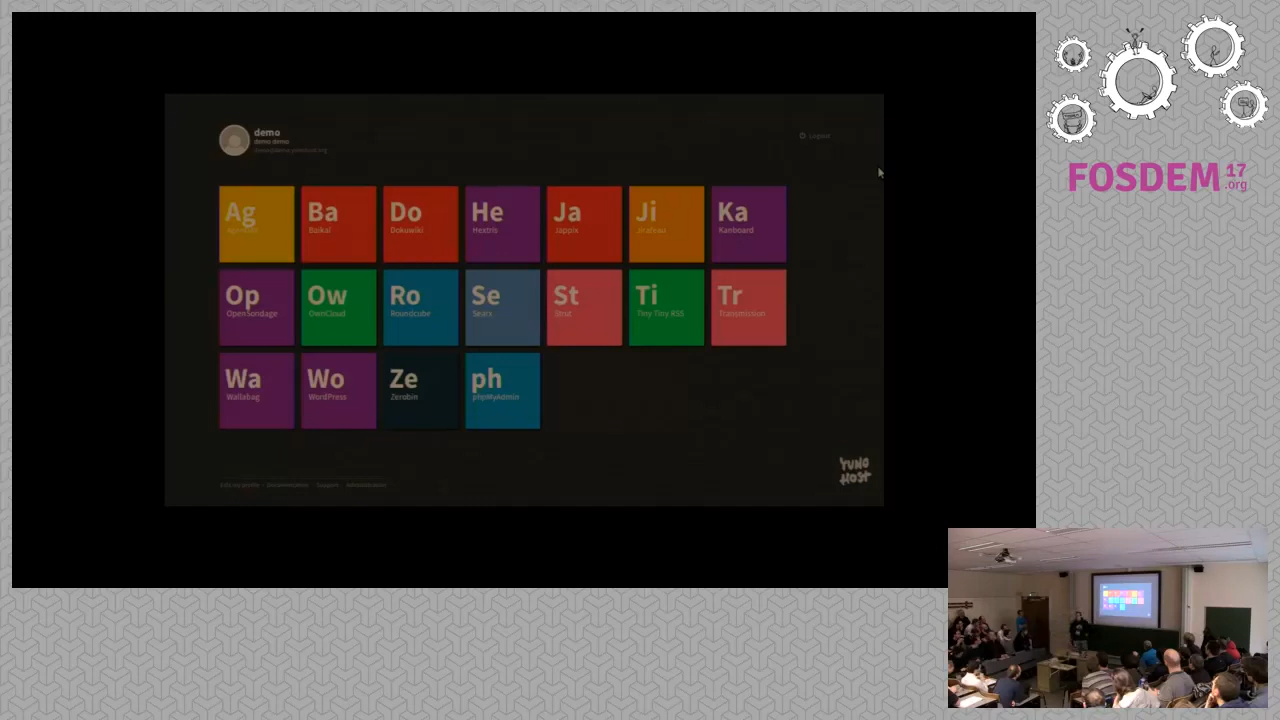 FOSDEM 17
.org
demo
demo demo
Logout
Ag
Ba
Baikal
Do
Dokuwiki
He
Hextris
Ja
Jappix
Ji
Jirafeau
Ka
Kanboard
Op
OpenSondage
Ow
OwnCloud
Ro
Roundcube
Se
Searx
St
Strut
Ti
Tiny Tiny RSS
Tr
Transmission
Wa
Wallabag
Wo
WordPress
Ze
Zerobin
ph
phpMyAdmin
YUNO
HOST